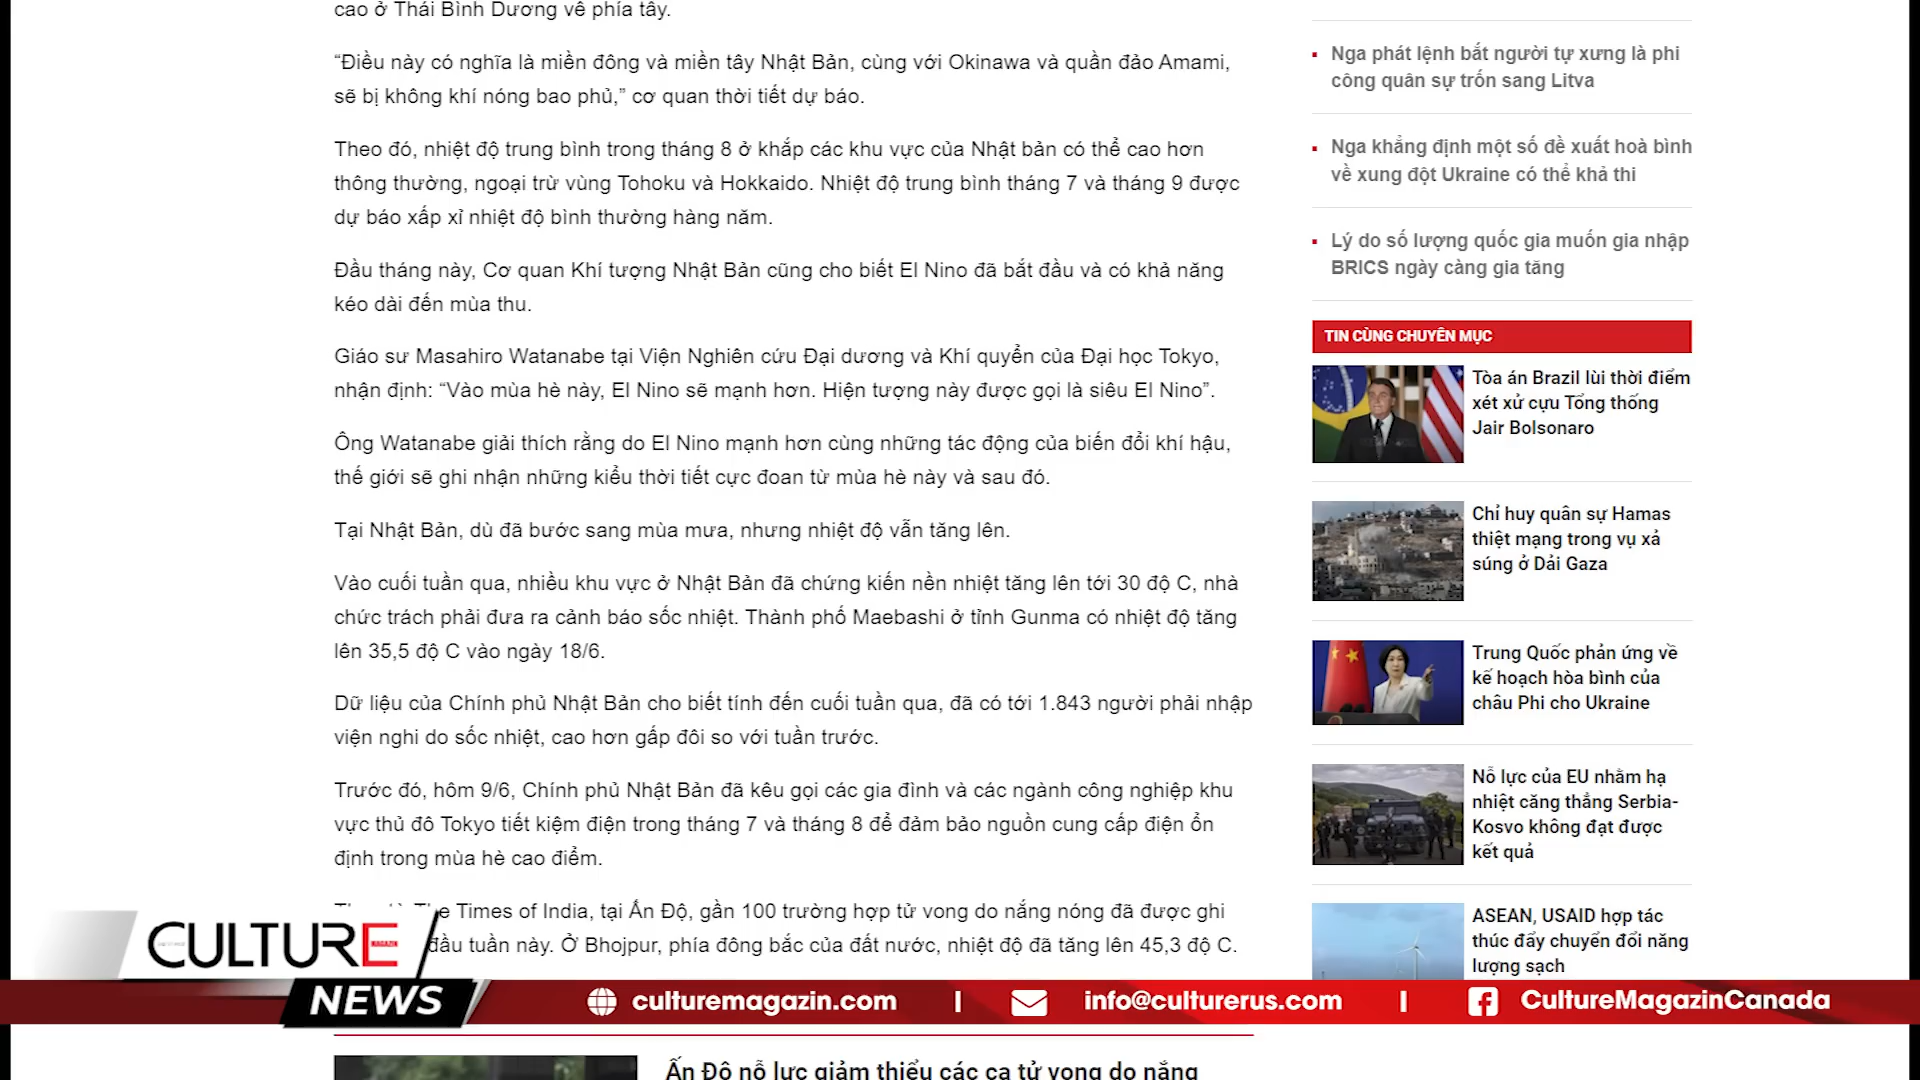 cao ở Thái Bình Dương về phía tây.
“Điều này có nghĩa là miền đông và miền tây Nhật Bản, cùng với Okinawa và quần đảo Amami,
sẽ bị không khí nóng bao phủ,” cơ quan thời tiết dự báo.
Theo đó, nhiệt độ trung bình trong tháng 8 ở khắp các khu vực của Nhật bản có thể cao hơn
thông thường, ngoại trừ vùng Tohoku và Hokkaido. Nhiệt độ trung bình tháng 7 và tháng 9 được
dự báo xấp xỉ nhiệt độ bình thường hàng năm.
Đầu tháng này, Cơ quan Khí tượng Nhật Bản cũng cho biết El Nino đã bắt đầu và có khả năng
kéo dài đến mùa thu.
Giáo sư Masahiro Watanabe tại Viện Nghiên cứu Đại dương và Khí quyển của Đại học Tokyo,
nhận định: “Vào mùa hè này, El Nino sẽ mạnh hơn. Hiện tượng này được gọi là siêu El Nino”.
Ông Watanabe giải thích rằng do El Nino mạnh hơn cùng những tác động của biến đổi khí hậu,
thế giới sẽ ghi nhận những kiểu thời tiết cực đoan từ mùa hè này và sau đó.
Tại Nhật Bản, dù đã bước sang mùa mưa, nhưng nhiệt độ vẫn tăng lên.
Vào cuối tuần qua, nhiều khu vực ở Nhật Bản đã chứng kiến nền nhiệt tăng lên tới 30 độ C, nhà
chức trách phải đưa ra cảnh báo sốc nhiệt. Thành phố Maebashi ở tỉnh Gunma có nhiệt độ tăng
lên 35,5 độ C vào ngày 18/6.
Dữ liệu của Chính phủ Nhật Bản cho biết tính đến cuối tuần qua, đã có tới 1.843 người phải nhập
viện nghi do sốc nhiệt, cao hơn gấp đôi so với tuần trước.
Trước đó, hôm 9/6, Chính phủ Nhật Bản đã kêu gọi các gia đình và các ngành công nghiệp khu
vực thủ đô Tokyo tiết kiệm điện trong tháng 7 và tháng 8 để đảm bảo nguồn cung cấp điện ổn
định trong mùa hè cao điểm.
The Times of India, tại Ấn Độ, gần 100 trường hợp tử vong do nắng nóng đã được ghi
đầu tuần này. Ở Bhojpur, phía đông bắc của đất nước, nhiệt độ đã tăng lên 45,3 độ C.
Ấn Độ nỗ lực giảm thiểu các ca tử vong do nắng
Nga phát lệnh bắt người tự xưng là phi
công quân sự trốn sang Litva
Nga khẳng định một số đề xuất hoà bình
về xung đột Ukraine có thể khả thi
Lý do số lượng quốc gia muốn gia nhập
BRICS ngày càng gia tăng
TIN CÙNG CHUYÊN MỤC
Tòa án Brazil lùi thời điểm
xét xử cựu Tổng thống
Jair Bolsonaro
Chỉ huy quân sự Hamas
thiệt mạng trong vụ xả
súng ở Dải Gaza
Trung Quốc phản ứng về
kế hoạch hòa bình của
châu Phi cho Ukraine
Nỗ lực của EU nhằm hạ
nhiệt căng thẳng Serbia-
Kosvo không đạt được
kết quả
ASEAN, USAID hợp tác
thúc đẩy chuyển đổi năng
lượng sạch
CULTURE
NEWS
culturemagazin.com | info@culturerus.com | CultureMagazinCanada